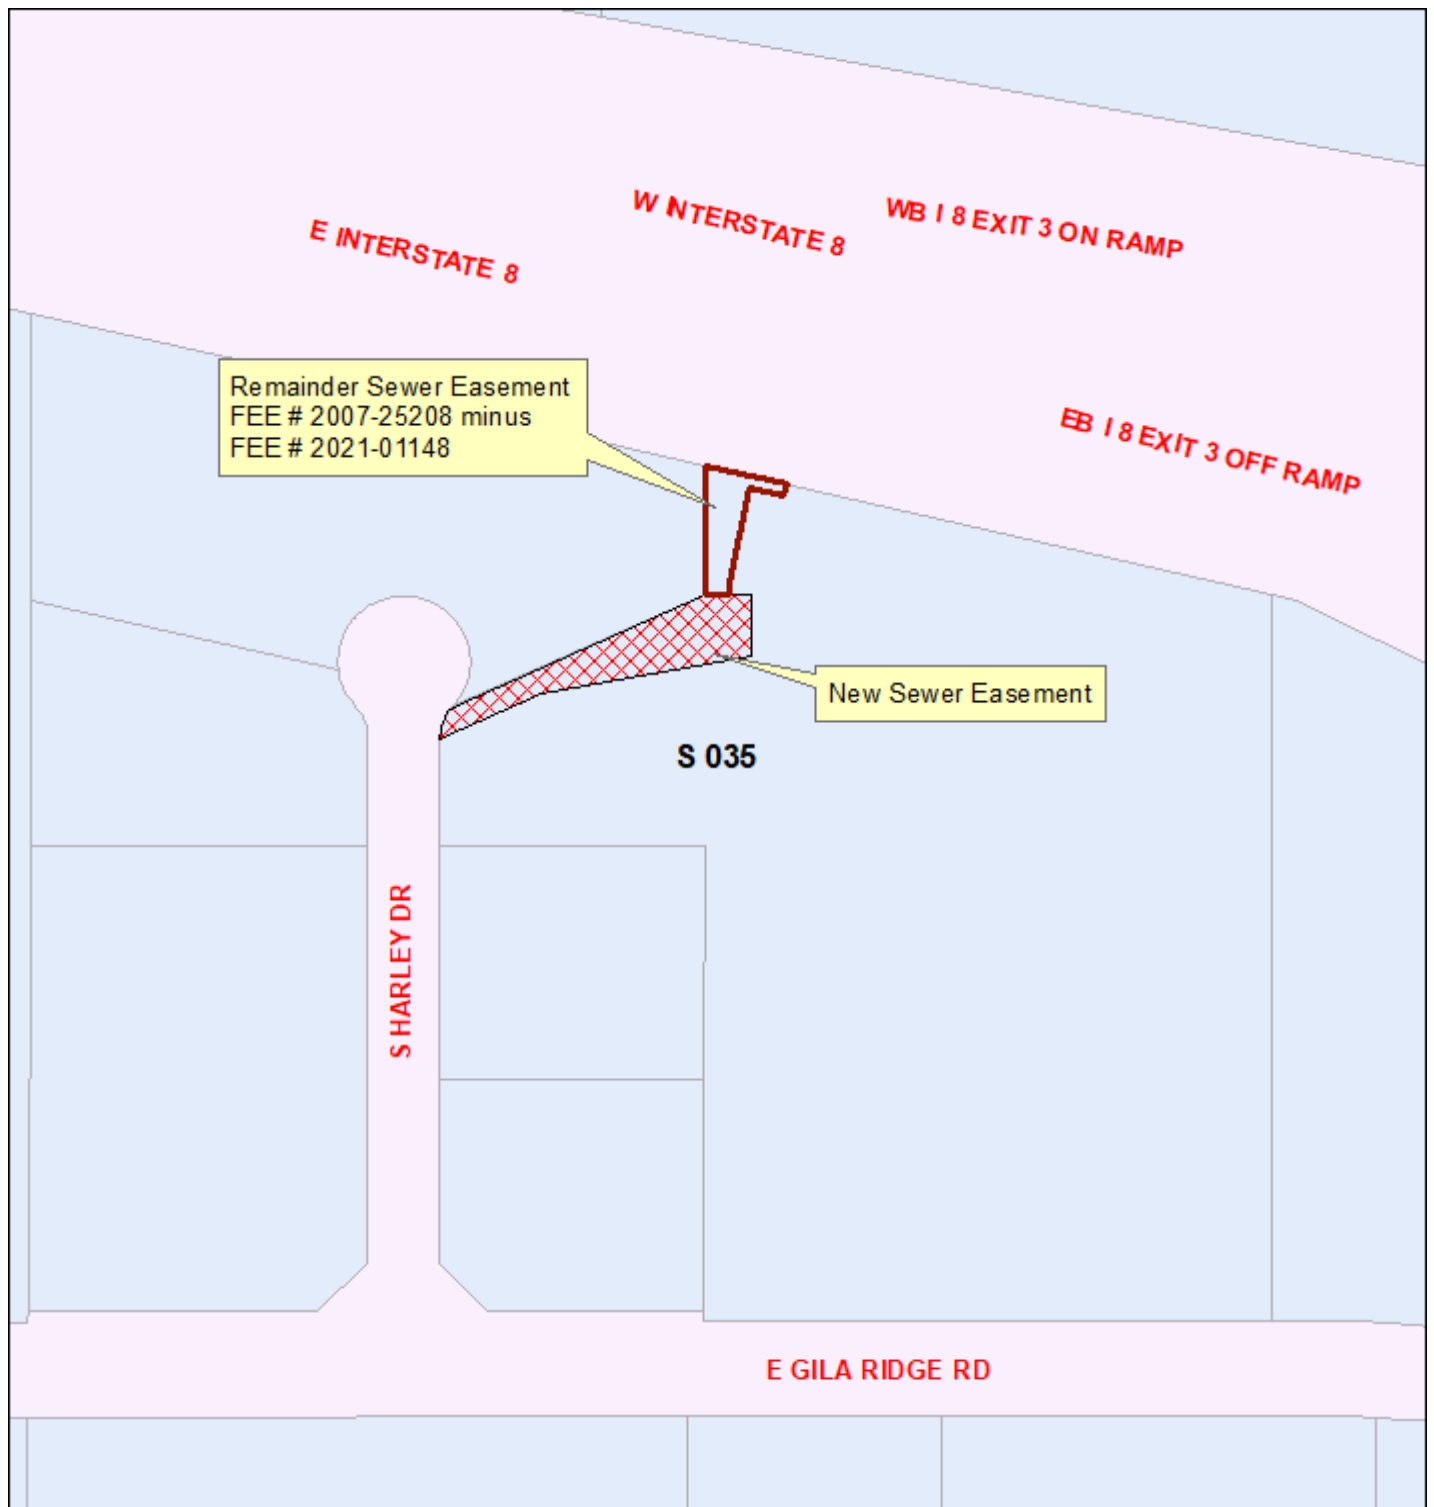 W INTERSTATE 8
WB I 8 EXIT 3 ON RAMP
E INTERSTATE 8
Remainder Sewer Easement
FEE # 2007-25208 minus
FEE # 2021-01148
EB I 8 EXIT 3 OFF RAMP
New Sewer Easement
S 035
S HARLEY DR
E GILA RIDGE RD